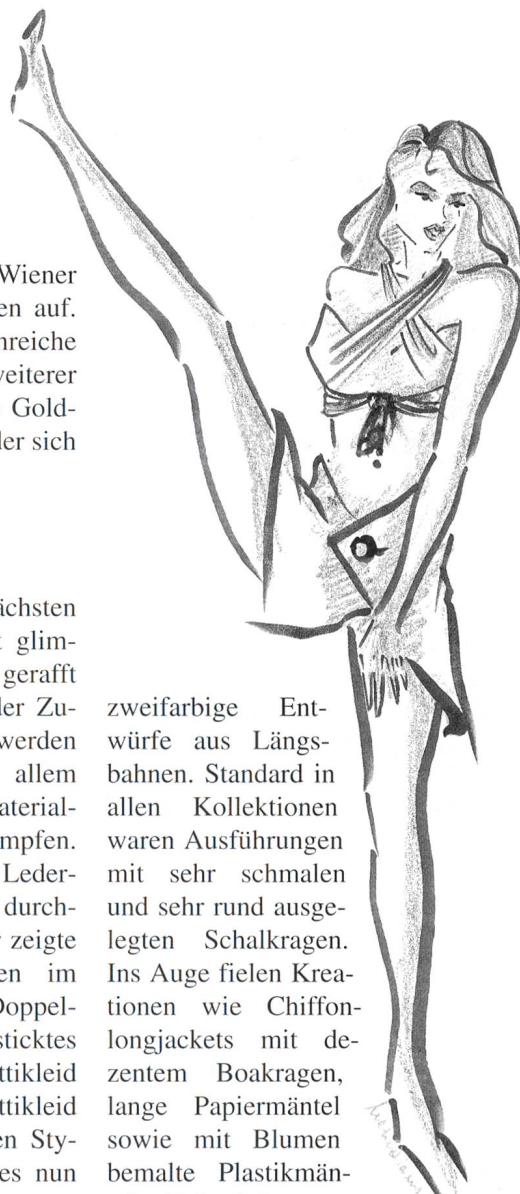 Wiener
en auf.
nreiche
weiterer
Gold-
der sich
ächsten
t glim-
gerafft
der Zu-
werden
allem
aterial-
mpfen.
Leder-
durch-
r zeigte
en im
Doppel-
sticktes
ttikleid
ttikleid
en Sty-
es nun
zweifarbige Ent-
würfe aus Längs-
bahnen. Standard in
allen Kollektionen
waren Ausführungen
mit sehr schmalen
und sehr rund ausge-
legten Schalkragen.
Ins Auge fielen Krea-
tionen wie Chiffon-
longjackets mit de-
zentem Boakragen,
lange Papiermäntel
sowie mit Blumen
bemalte Plastikmän-